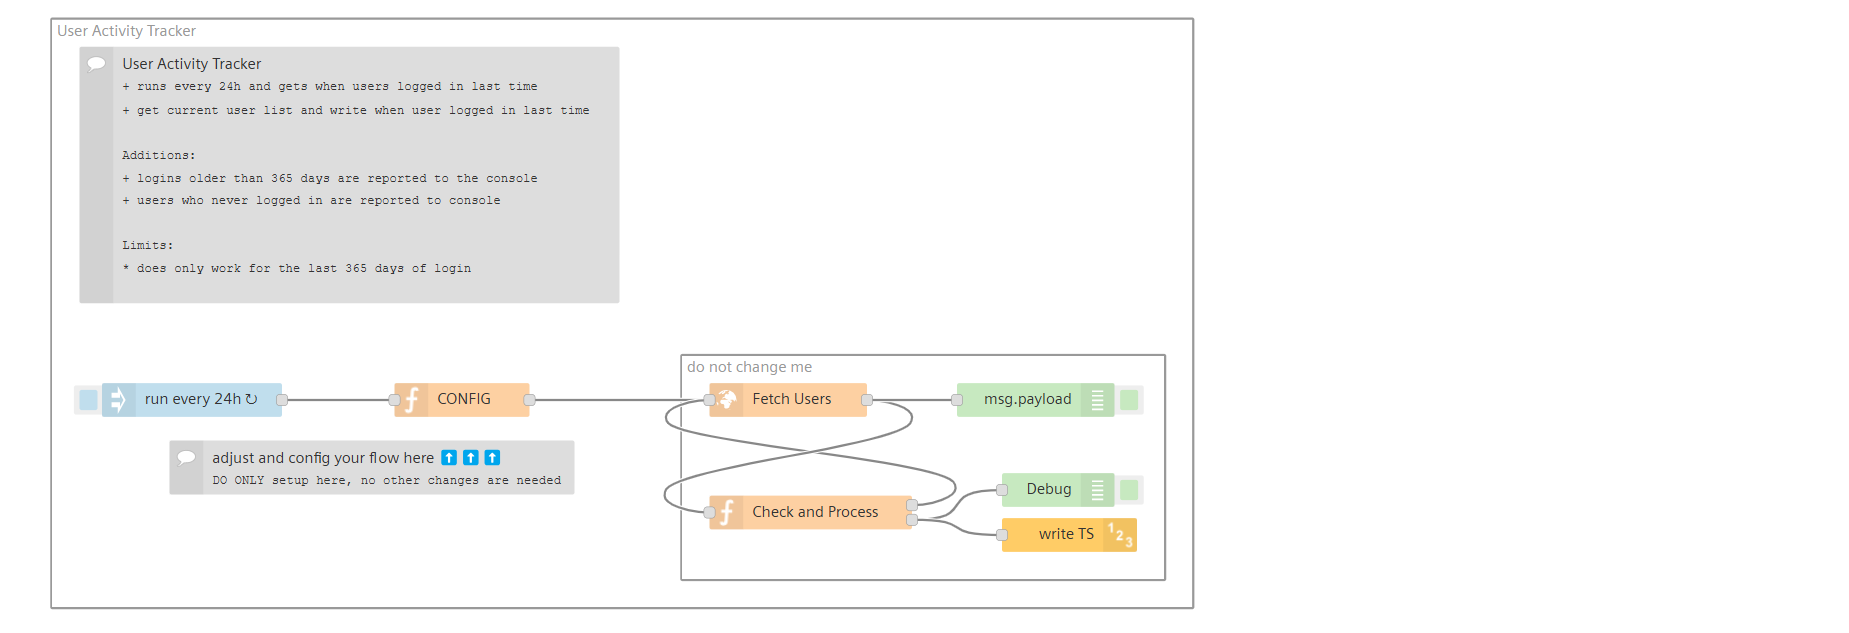 User Activity Tracker
User Activity Tracker
+ runs every 24h and gets when users logged in last time
+ get current user list and write when user logged in last time
Additions:
+ logins older than 365 days are reported to the console
+ users who never logged in are reported to console
Limits:
* does only work for the last 365 days of login
do not change me
run every 24h ↻
CONFIG
Fetch Users
msg.payload
adjust and config your flow here ⬆️⬆️⬆️
DO ONLY setup here, no other changes are needed
Debug
Check and Process
write TS
1 2 3